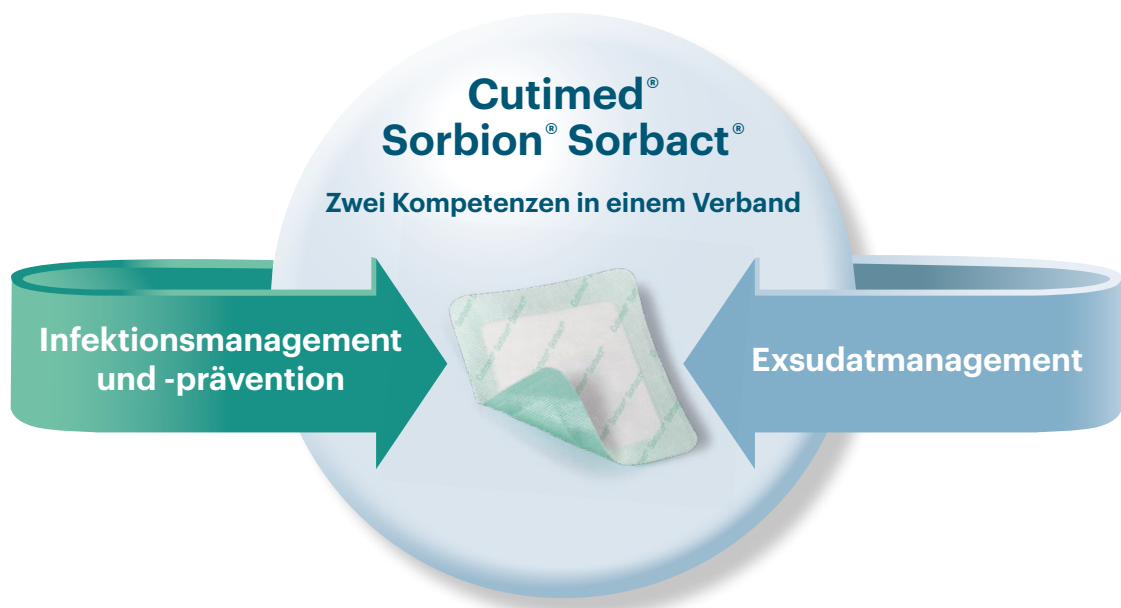 Cutimed®
Sorbion® Sorbact®
Zwei Kompetenzen in einem Verband
Infektionsmanagement
und -prävention
Exsudatmanagement